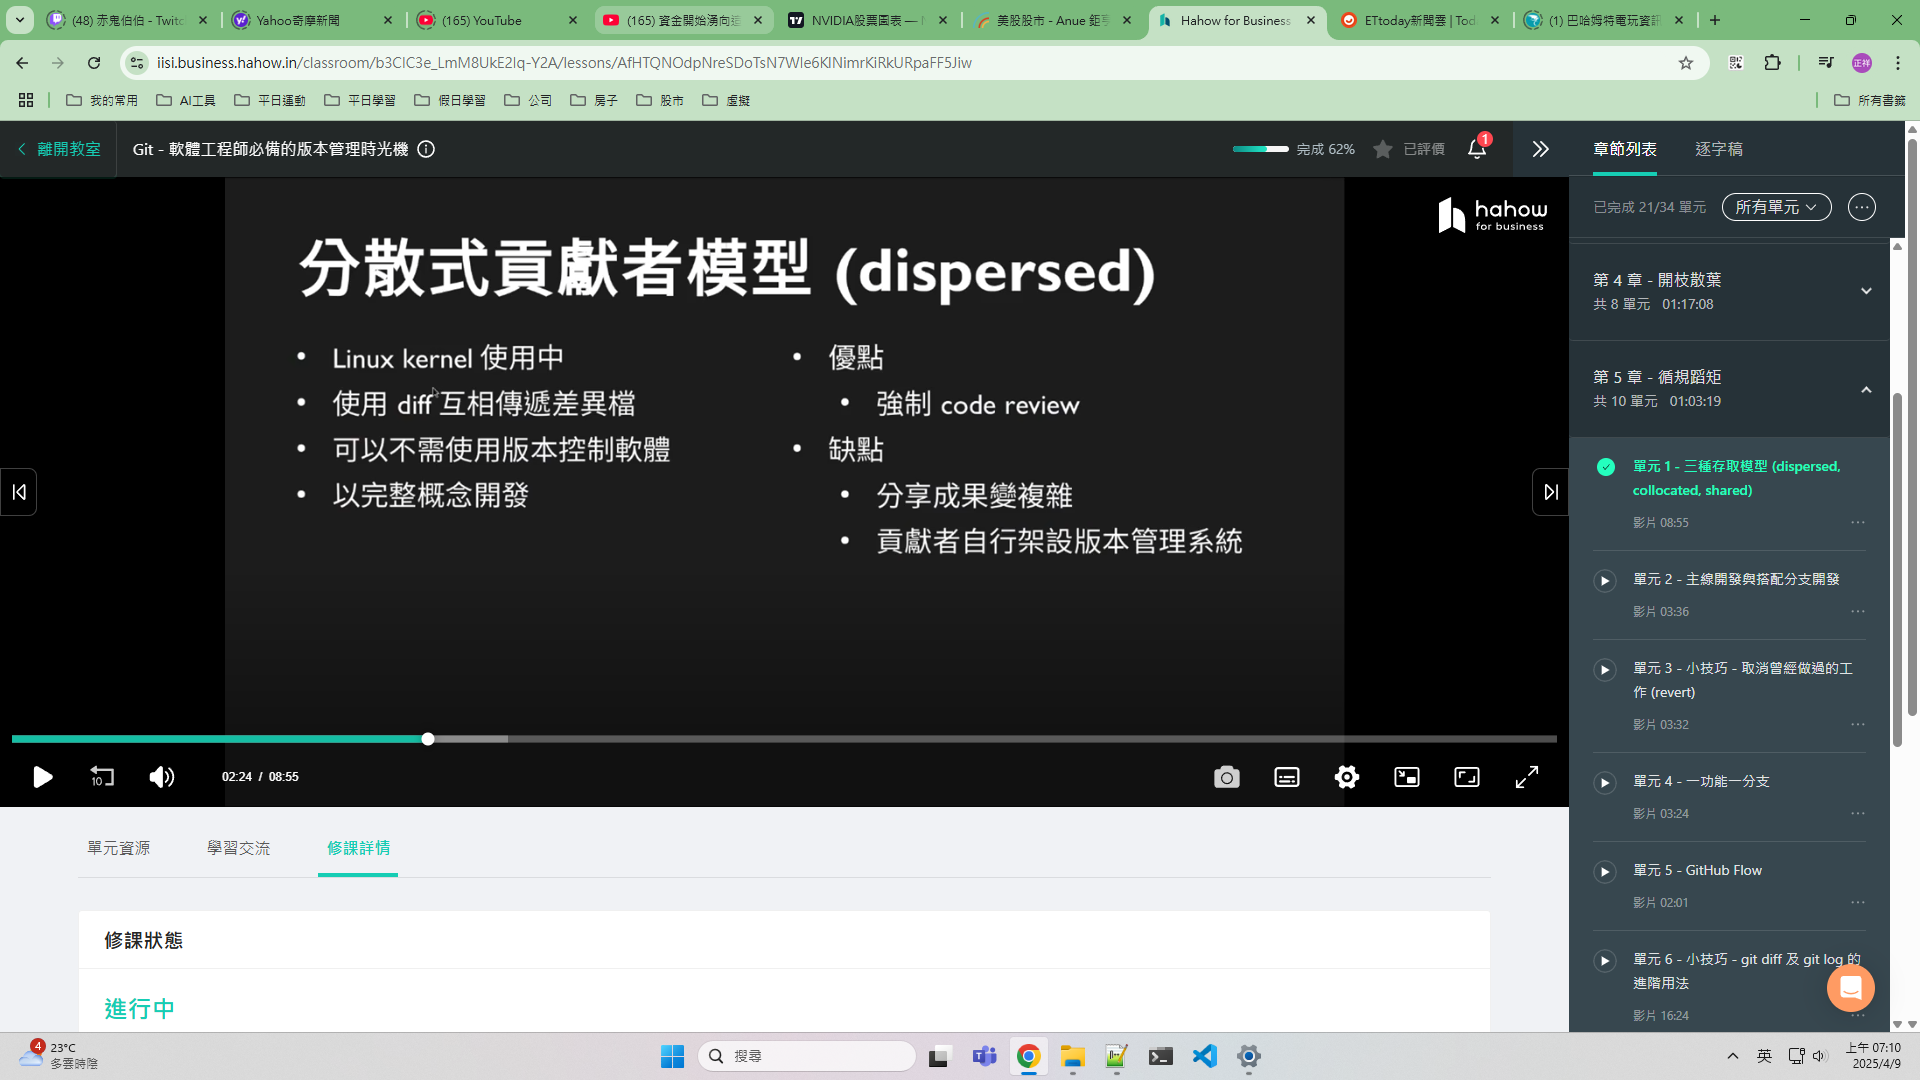 (48) 赤鬼伯伯 - Twitc
Yahoo奇摩新聞
(165) YouTube
(165) 資金開始湧向這
NVIDIA股票圖表 — N
美股股市 - Anue 鉅亨
Hahow for Business
ETtoday新聞雲 | Tod
(1) 巴哈姆特電玩資訊
iisi.business.hahow.in/classroom/b3CIC3e_LmM8UkE2lq-Y2A/lessons/AfHTQNOdpNreSDoTsN7Wle6KlNimrKiRkURpaFF5Jiw
正祥
我的常用
AI工具
平日運動
平日學習
假日學習
公司
房子
股市
虛擬
所有書籤
離開教室
Git - 軟體工程師必備的版本管理時光機
完成 62%
已評價
1
章節列表
逐字稿
已完成 21/34 單元
所有單元
hahow
for business
分散式貢獻者模型 (dispersed)
• Linux kernel 使用中
• 使用 diff 互相傳遞差異檔
• 可以不需使用版本控制軟體
• 以完整概念開發
• 優點
• 強制 code review
• 缺點
• 分享成果變複雜
• 貢獻者自行架設版本管理系統
10
02:24 / 08:55
第 4 章 - 開枝散葉
共 8 單元 01:17:08
第 5 章 - 循規蹈矩
共 10 單元 01:03:19
單元 1 - 三種存取模型 (dispersed,
collocated, shared)
影片 08:55
單元 2 - 主線開發與搭配分支開發
影片 03:36
單元 3 - 小技巧 - 取消曾經做過的工
作 (revert)
影片 03:32
單元 4 - 一功能一分支
影片 03:24
單元 5 - GitHub Flow
影片 02:01
單元 6 - 小技巧 - git diff 及 git log 的
進階用法
影片 16:24
單元資源
學習交流
修課詳情
修課狀態
進行中
4
23°C
多雲時陰
搜尋
英
上午 07:10
2025/4/9